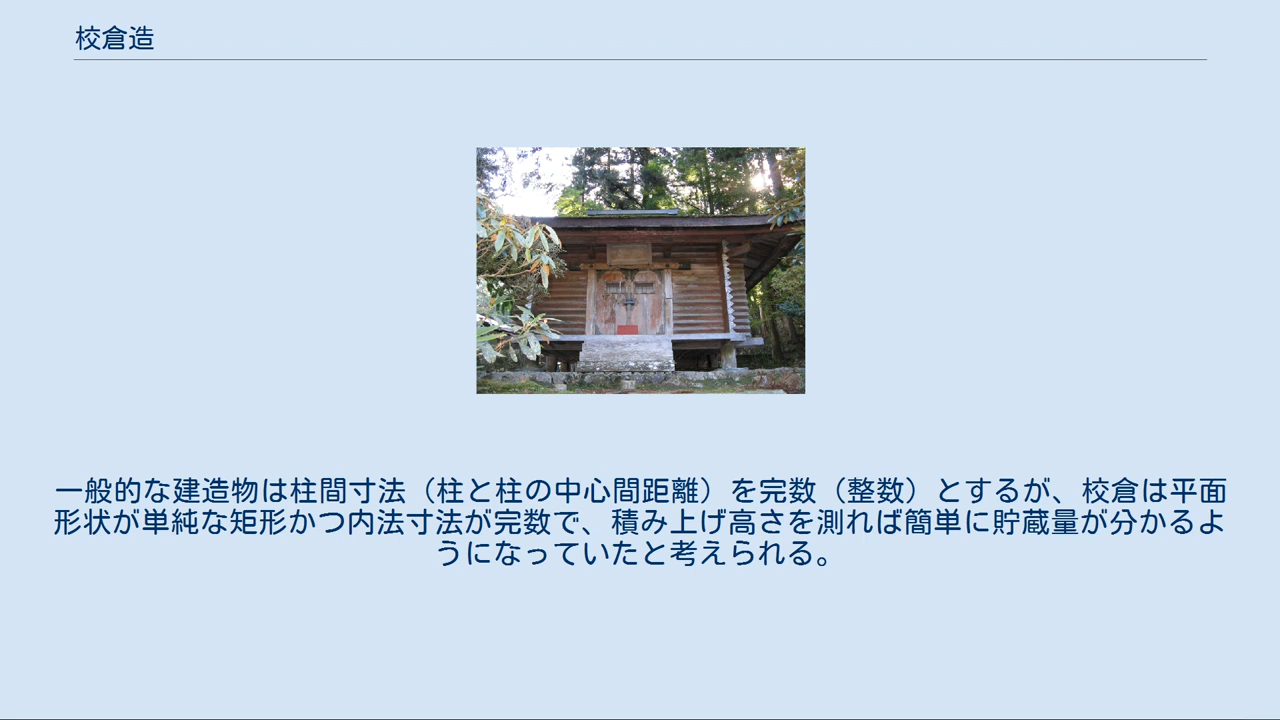 校倉造
一般的な建造物は柱間寸法（柱と柱の中心間距離）を完数（整数）とするが、校倉は平面
形状が単純な矩形かつ内法寸法が完数で、積み上げ高さを測れば簡単に貯蔵量が分かるよ
うになっていたと考えられる。